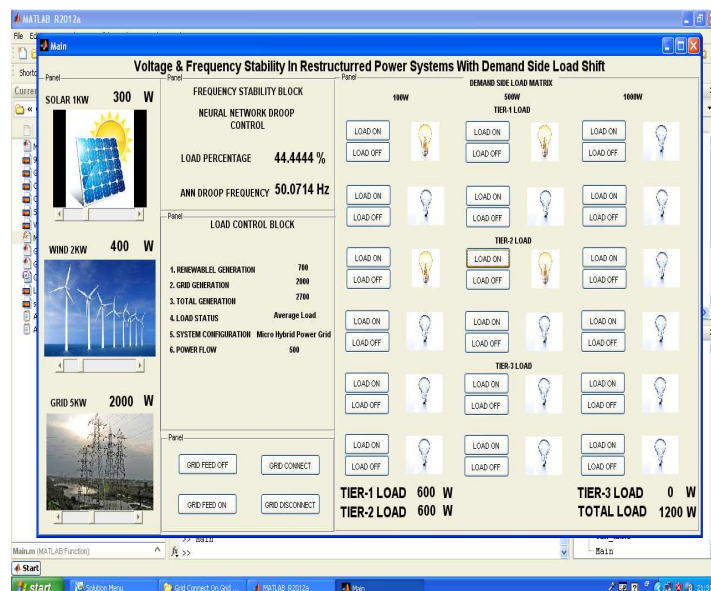 MATLAB R2012a
Main
Voltage & Frequency Stability In Restructurred Power Systems With Demand Side Load Shift
Panel
SOLAR 1KW 300 W
WIND 2KW 400 W
GRID 5KW 2000 W
Panel
FREQUENCY STABILITY BLOCK
NEURAL NETWORK DROOP
CONTROL
LOAD PERCENTAGE 44.4444 %
ANN DROOP FREQUENCY 50.0714 Hz
Panel
LOAD CONTROL BLOCK
1. RENEWABLEL GENERATION 700
2. GRID GENERATION 2000
3. TOTAL GENERATION 2700
4.LOAD STATUS Average Load
5. SYSTEM CONFIGURATION Micro Hybrid Power Grid
6. POWER FLOW 500
Panel
GRID FEED OFF GRID CONNECT
GRID FEED ON GRID DISCONNECT
Panel
DEMAND SIDE LOAD MATRIX
100W 500W 1000W
TIER-1 LOAD
LOAD ON LOAD ON LOAD ON
LOAD OFF LOAD OFF LOAD OFF
LOAD ON LOAD ON LOAD ON
LOAD OFF LOAD OFF LOAD OFF
TIER-2 LOAD
LOAD ON LOAD ON LOAD ON
LOAD OFF LOAD OFF LOAD OFF
LOAD ON LOAD ON LOAD ON
LOAD OFF LOAD OFF LOAD OFF
TIER-3 LOAD
LOAD ON LOAD ON LOAD ON
LOAD OFF LOAD OFF LOAD OFF
LOAD ON LOAD ON LOAD ON
LOAD OFF LOAD OFF LOAD OFF
TIER-1 LOAD 600 W TIER-3 LOAD 0 W
TIER-2 LOAD 600 W TOTAL LOAD 1200 W
Main.m (MATLAB Function)
fx >>
Main
Start
start Solution Menu Grid Connect On Grid ... MATLAB R2012a Main